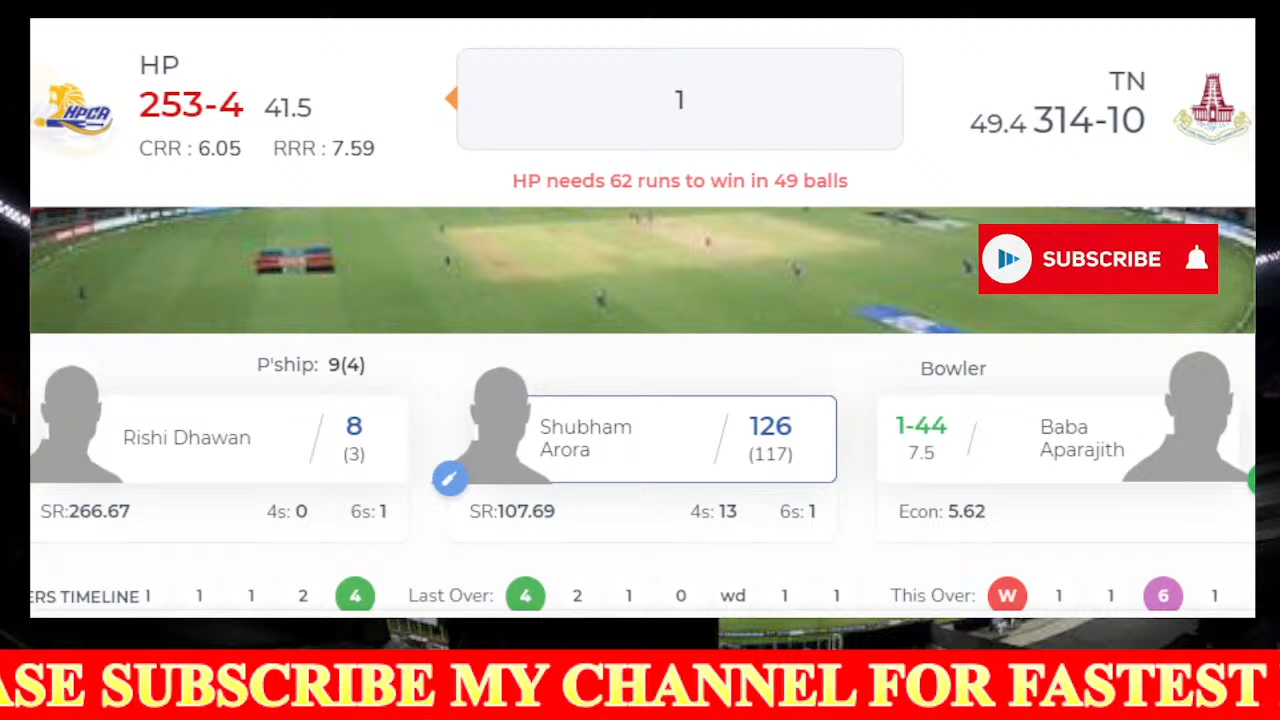 HP
253-4 41.5
CRR : 6.05 RRR : 7.59
1
TN
49.4 314-10
HPCA
HP needs 62 runs to win in 49 balls
SUBSCRIBE
P'ship: 9(4)
Rishi Dhawan
8
(3)
SR:266.67 4s: 0 6s: 1
Shubham
Arora
126
(117)
SR:107.69 4s: 13 6s: 1
Bowler
1-44
7.5
Baba
Aparajith
Econ: 5.62
ERS TIMELINE 1 1 1 2 4 Last Over: 4 2 1 0 wd 1 1 This Over: W 1 1 6 1
ASE SUBSCRIBE MY CHANNEL FOR FASTEST